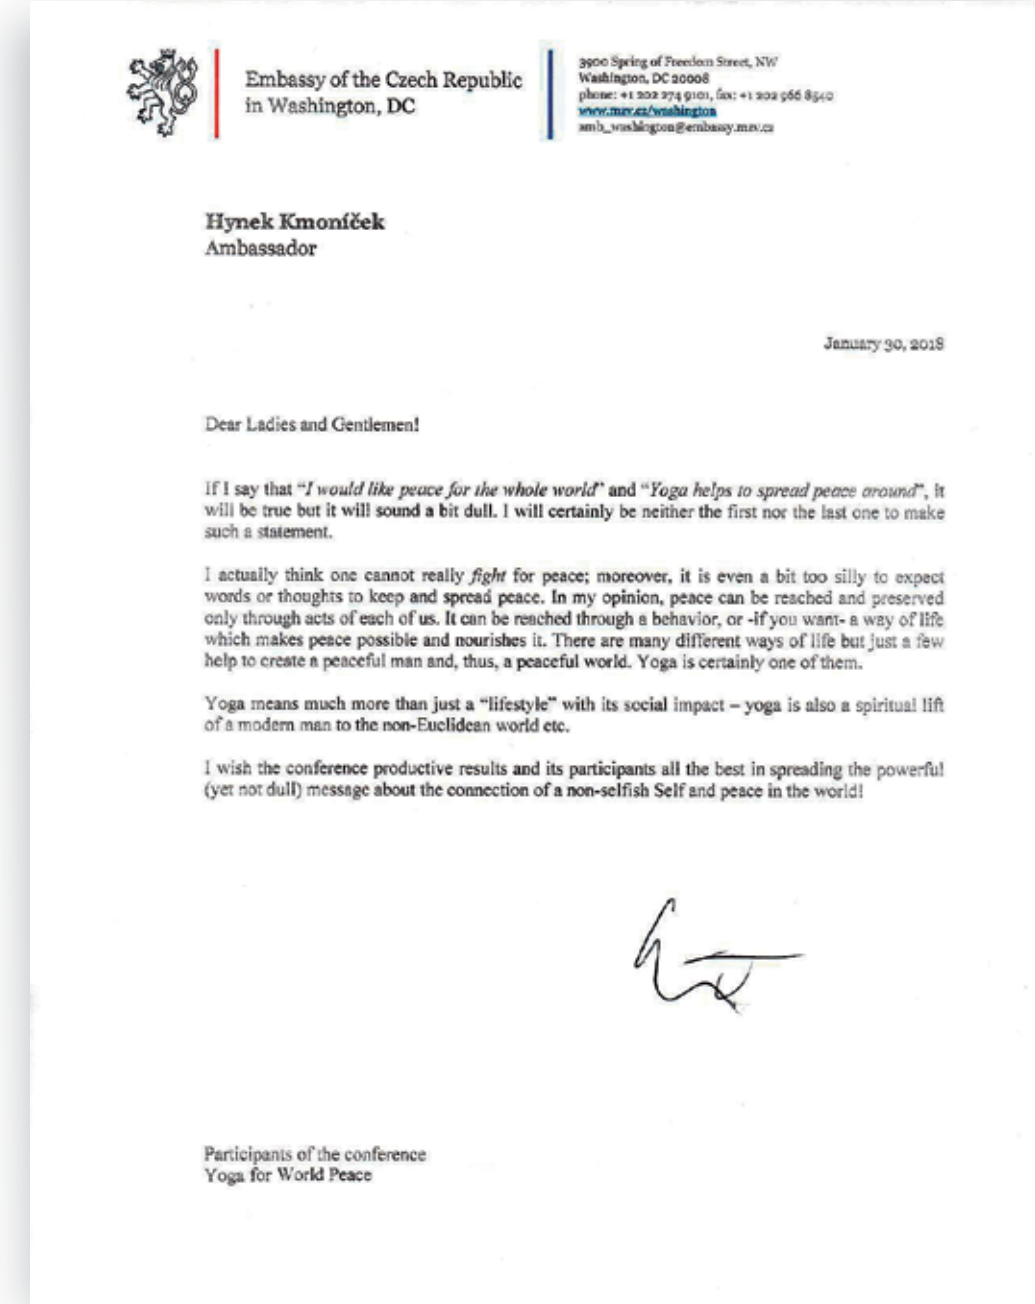 Embassy of the Czech Republic
in Washington, DC
3900 Spring of Freedom Street, NW
Washington, DC 20008
phone: +1 202 274 9101, fax: +1 202 966 8540
www.mzv.cz/washington
amb_washington@embassy.mzv.cz
Hynek Kmoníček
Ambassador
January 30, 2018
Dear Ladies and Gentlemen!
If I say that “I would like peace for the whole world” and “Yoga helps to spread peace around”, it
will be true but it will sound a bit dull. I will certainly be neither the first nor the last one to make
such a statement.
I actually think one cannot really fight for peace; moreover, it is even a bit too silly to expect
words or thoughts to keep and spread peace. In my opinion, peace can be reached and preserved
only through acts of each of us. It can be reached through a behavior, or -if you want- a way of life
which makes peace possible and nourishes it. There are many different ways of life but just a few
help to create a peaceful man and, thus, a peaceful world. Yoga is certainly one of them.
Yoga means much more than just a “lifestyle” with its social impact – yoga is also a spiritual lift
of a modern man to the non-Euclidean world etc.
I wish the conference productive results and its participants all the best in spreading the powerful
(yet not dull) message about the connection of a non-selfish Self and peace in the world!
Participants of the conference
Yoga for World Peace